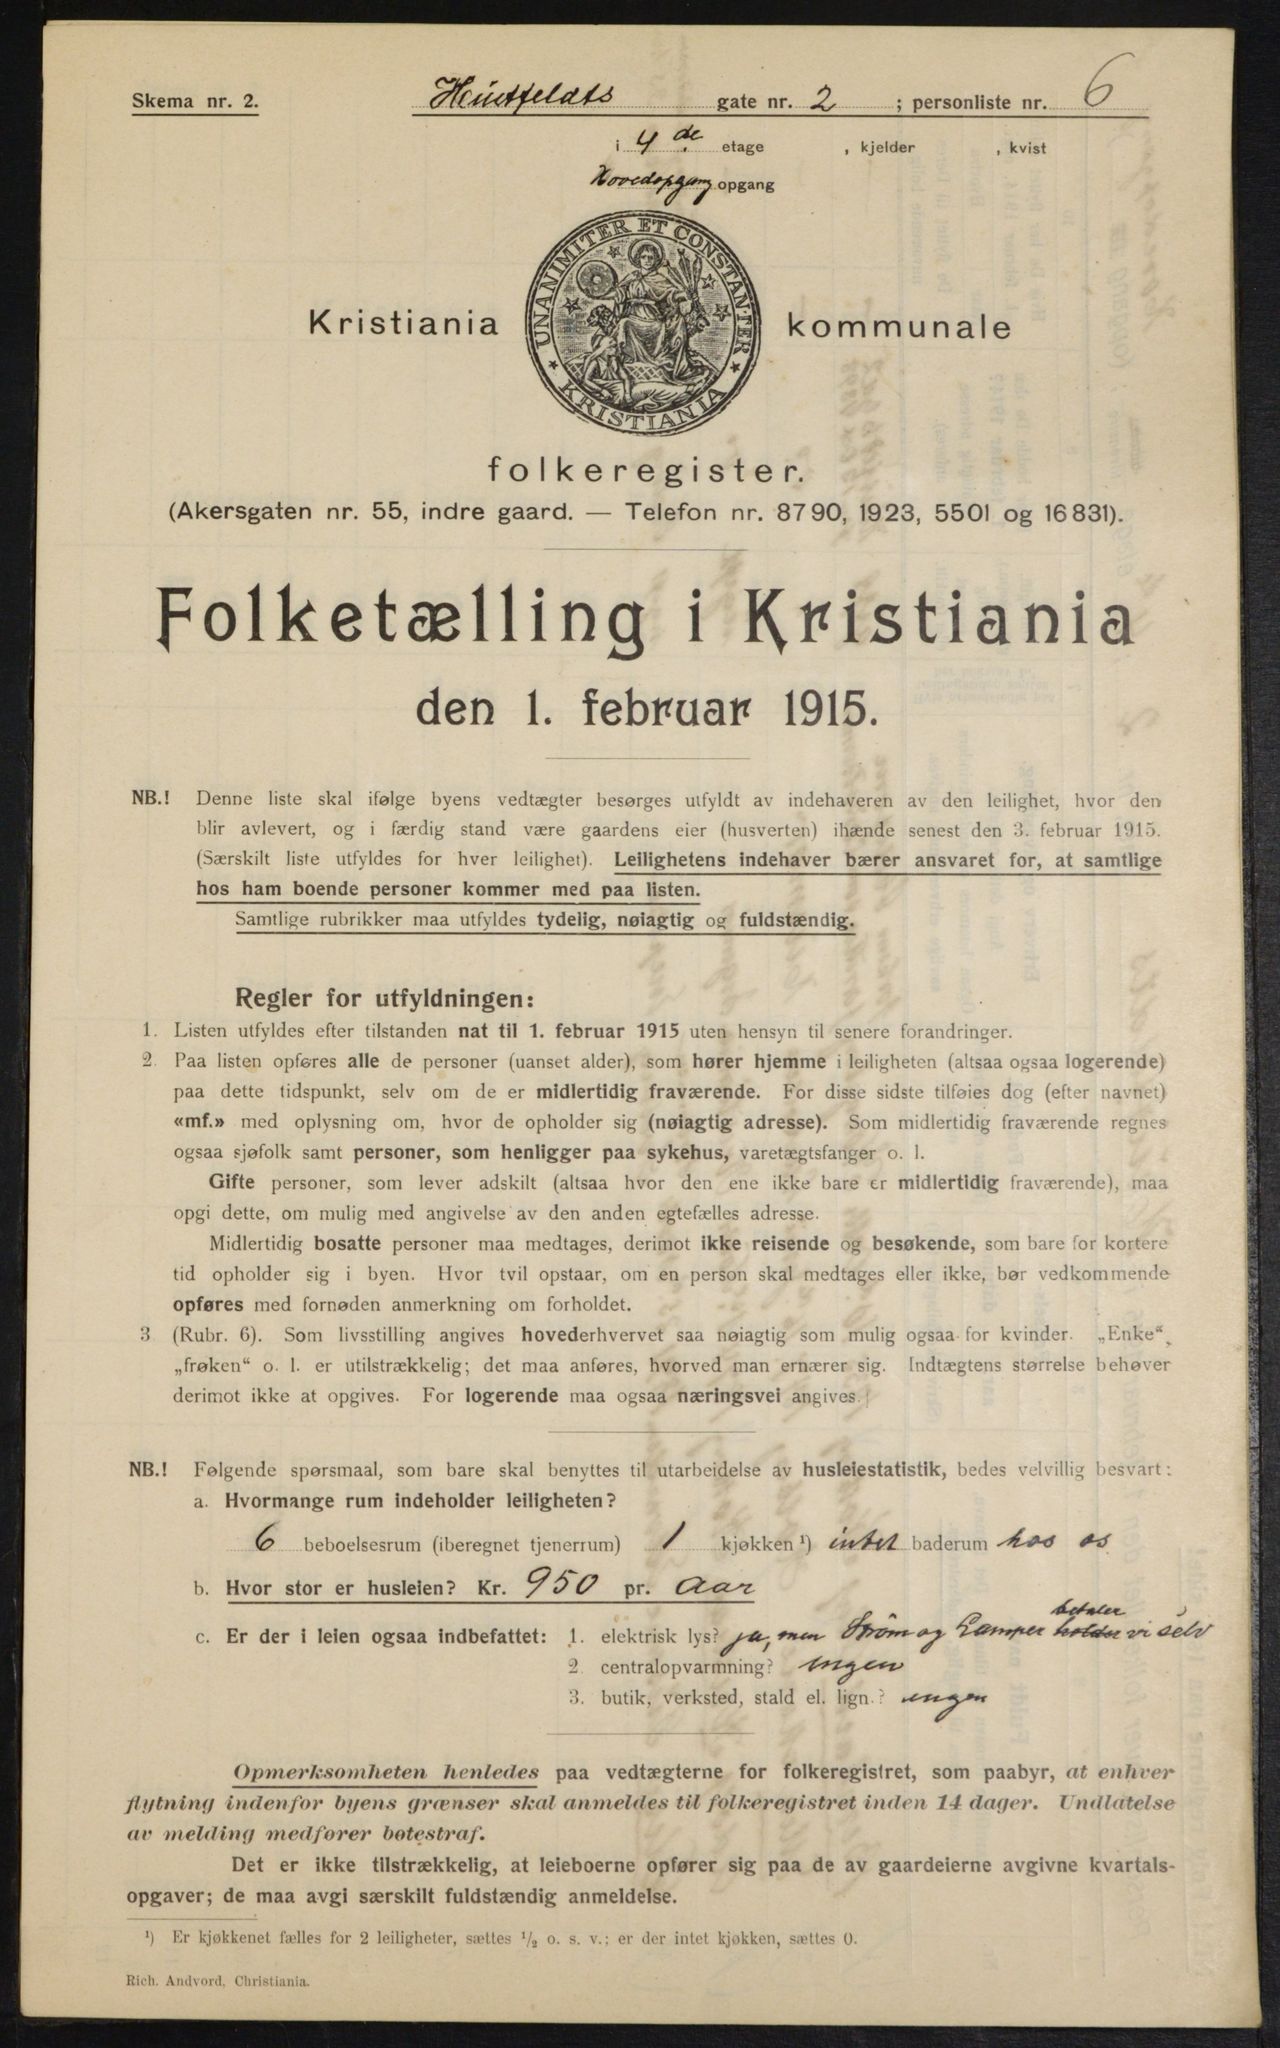 Skema nr. 2. Huitfeldts gate nr. 2 ; personliste nr. 6
i 4de etage , kjelder , kvist
Hovedopgang opgang
UNANIMITER ET CONSTANTER
KRISTIANIA
Kristiania kommunale
folkeregister.
(Akersgaten nr. 55, indre gaard. — Telefon nr. 8790, 1923, 5501 og 16831).
Folketælling i Kristiania
den 1. februar 1915.
NB.! Denne liste skal ifølge byens vedtægter besørges utfyldt av indehaveren av den leilighet, hvor den
blir avlevert, og i færdig stand være gaardens eier (husverten) ihænde senest den 3. februar 1915.
(Særskilt liste utfyldes for hver leilighet). Leilighetens indehaver bærer ansvaret for, at samtlige
hos ham boende personer kommer med paa listen.
Samtlige rubrikker maa utfyldes tydelig, nøiagtig og fuldstændig.
Regler for utfyldningen:
1. Listen utfyldes efter tilstanden nat til 1. februar 1915 uten hensyn til senere forandringer.
2. Paa listen opføres alle de personer (uanset alder), som hører hjemme i leiligheten (altsaa ogsaa logerende)
paa dette tidspunkt, selv om de er midlertidig fraværende. For disse sidste tilføies dog (efter navnet)
«mf.» med oplysning om, hvor de opholder sig (nøiagtig adresse). Som midlertidig fraværende regnes
ogsaa sjøfolk samt personer, som henligger paa sykehus, varetægtsfanger o. l.
Gifte personer, som lever adskilt (altsaa hvor den ene ikke bare er midlertidig fraværende), maa
opgi dette, om mulig med angivelse av den anden egtefælles adresse.
Midlertidig bosatte personer maa medtages, derimot ikke reisende og besøkende, som bare for kortere
tid opholder sig i byen. Hvor tvil opstaar, om en person skal medtages eller ikke, bør vedkommende
opføres med fornøden anmerkning om forholdet.
3 (Rubr. 6). Som livsstilling angives hovederhvervet saa nøiagtig som mulig ogsaa for kvinder. „Enke“,
„frøken“ o. l. er utilstrækkelig; det maa anføres, hvorved man ernærer sig. Indtægtens størrelse behøver
derimot ikke at opgives. For logerende maa ogsaa næringsvei angives.
NB.! Følgende spørsmaal, som bare skal benyttes til utarbeidelse av husleiestatistik, bedes velvillig besvart:
a. Hvormange rum indeholder leiligheten?
6 beboelsesrum (iberegnet tjenerrum) 1 kjøkken ¹) intet baderum hos os
b. Hvor stor er husleien? Kr. 950 pr. Aar
c. Er der i leien ogsaa indbefattet: 1. elektrisk lys? ja, men Strøm og Lamper holder betaler vi selv
2. centralopvarmning? ingen
3. butik, verksted, stald el. lign.? ingen
Opmerksomheten henledes paa vedtægterne for folkeregistret, som paabyr, at enhver
flytning indenfor byens grænser skal anmeldes til folkeregistret inden 14 dager. Undlatelse
av melding medfører bøtestraf.
Det er ikke tilstrækkelig, at leieboerne opfører sig paa de av gaardeierne avgivne kvartals-
opgaver; de maa avgi særskilt fuldstændig anmeldelse.
¹) Er kjøkkenet fælles for 2 leiligheter, sættes ½ o. s. v.; er der intet kjøkken, sættes 0.
Rich. Andvord, Christiania.